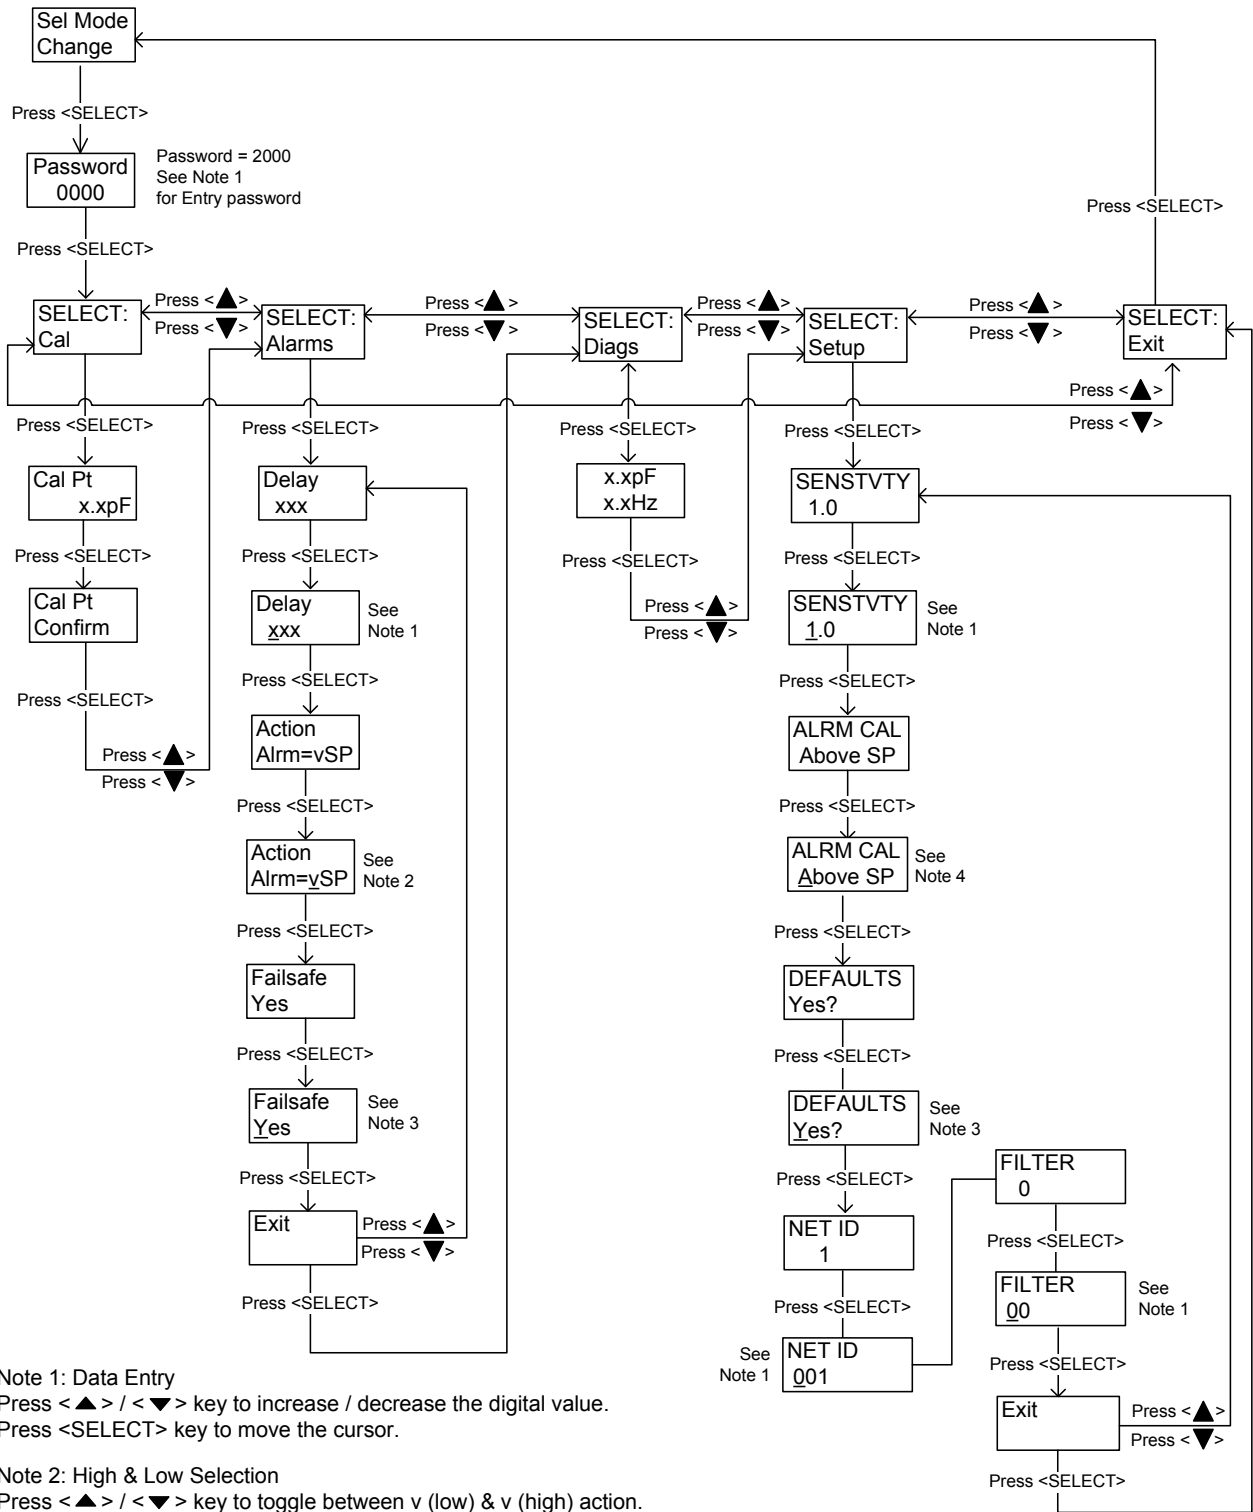 Sel Mode
Change
Press <SELECT>
Password
0000
Password = 2000
See Note 1
for Entry password
Press <SELECT>
Press <SELECT>
SELECT:
Cal
Press <▲>
Press <▼>
SELECT:
Alarms
Press <▲>
Press <▼>
SELECT:
Diags
Press <▲>
Press <▼>
SELECT:
Setup
Press <▲>
Press <▼>
SELECT:
Exit
Press <▲>
Press <▼>
Press <SELECT>
Cal Pt
x.xpF
Press <SELECT>
Cal Pt
Confirm
Press <SELECT>
Press <▲>
Press <▼>
Press <SELECT>
Delay
xxx
Press <SELECT>
Delay
xxx
See
Note 1
Press <SELECT>
Action
Alrm=vSP
Press <SELECT>
Action
Alrm=vSP
See
Note 2
Press <SELECT>
Failsafe
Yes
Press <SELECT>
Failsafe
Yes
See
Note 3
Press <SELECT>
Exit
Press <▲>
Press <▼>
Press <SELECT>
Press <SELECT>
x.xpF
x.xHz
Press <SELECT>
Press <▲>
Press <▼>
Press <SELECT>
SENSTVTY
1.0
Press <SELECT>
SENSTVTY
1.0
See
Note 1
Press <SELECT>
ALRM CAL
Above SP
Press <SELECT>
ALRM CAL
Above SP
See
Note 4
Press <SELECT>
DEFAULTS
Yes?
Press <SELECT>
DEFAULTS
Yes?
See
Note 3
Press <SELECT>
NET ID
1
Press <SELECT>
See
Note 1
NET ID
001
FILTER
0
Press <SELECT>
FILTER
00
See
Note 1
Press <SELECT>
Exit
Press <▲>
Press <▼>
Press <SELECT>
Note 1: Data Entry
Press <▲> / <▼> key to increase / decrease the digital value.
Press <SELECT> key to move the cursor.
Note 2: High & Low Selection
Press <▲> / <▼> key to toggle between v (low) & v (high) action.